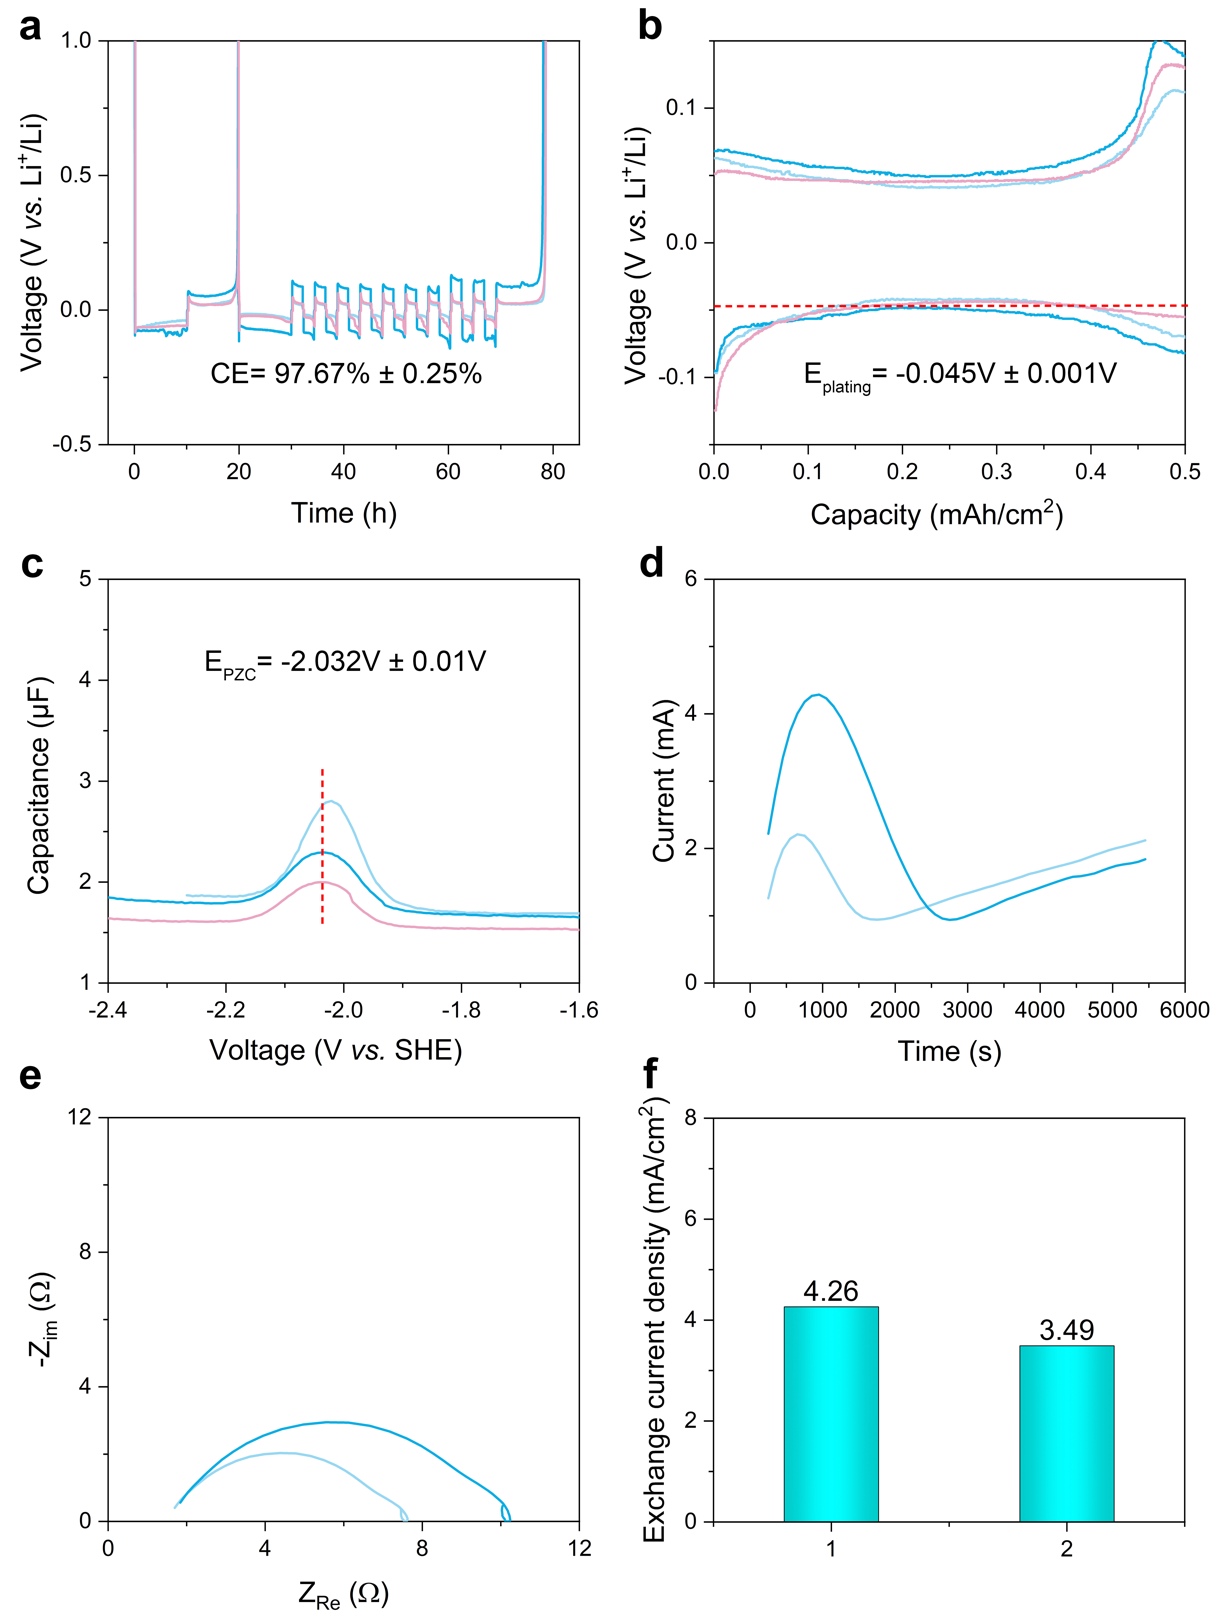 a
1.0
0.5
0.0
-0.5
Voltage (V vs. Li+/Li)
CE= 97.67% ± 0.25%
0 20 40 60 80
Time (h)
b
0.1
0.0
-0.1
Voltage (V vs. Li+/Li)
Eplating= -0.045V ± 0.001V
0.0 0.1 0.2 0.3 0.4 0.5
Capacity (mAh/cm2)
c
5
4
3
2
1
Capacitance (µF)
EPZC= -2.032V ± 0.01V
-2.4 -2.2 -2.0 -1.8 -1.6
Voltage (V vs. SHE)
d
6
4
2
0
Current (mA)
0 1000 2000 3000 4000 5000 6000
Time (s)
e
12
8
4
0
-Zim (Ω)
0 4 8 12
ZRe (Ω)
f
8
6
4
2
0
Exchange current density (mA/cm2)
4.26
3.49
1 2